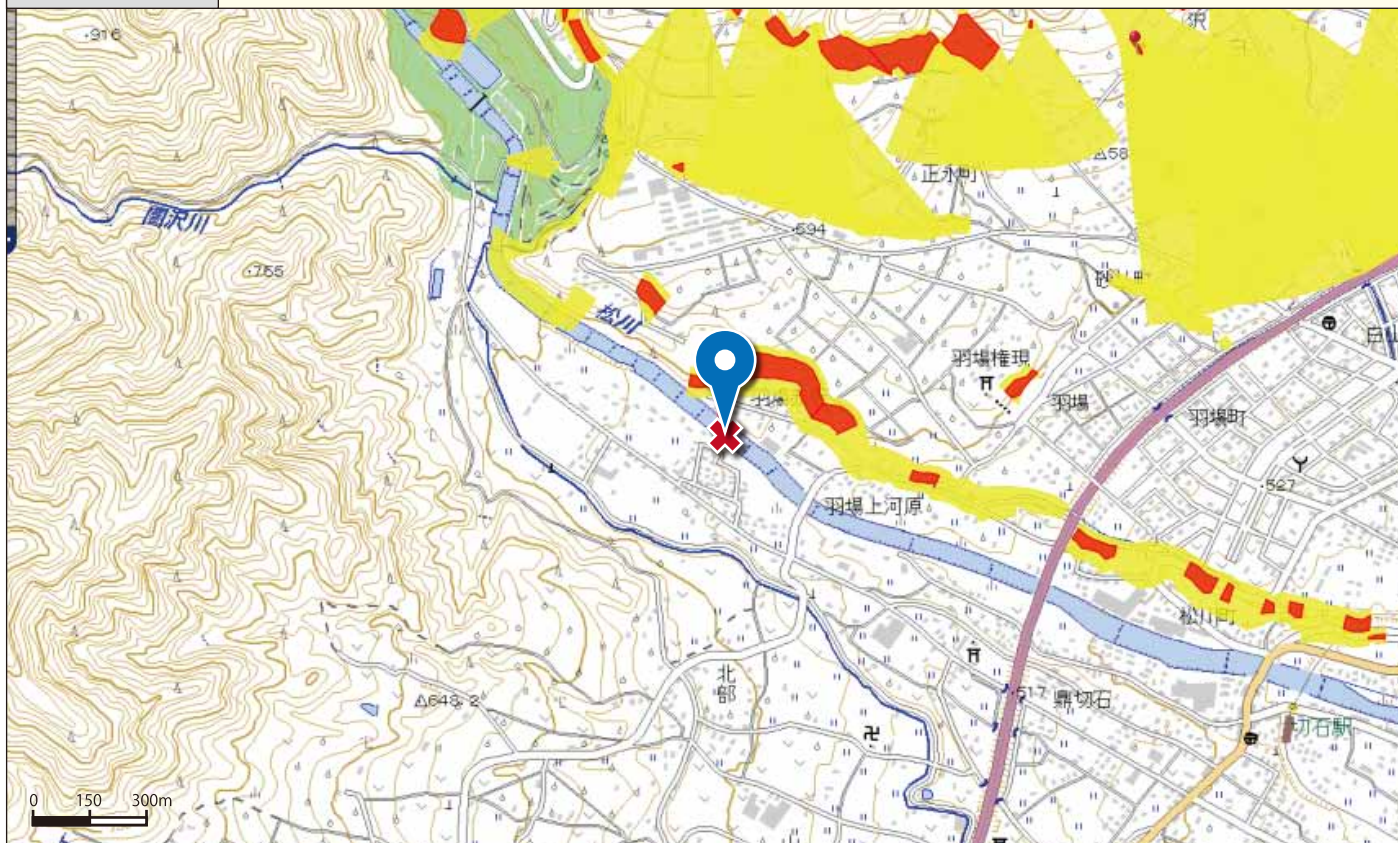 ・916
沢
正永町
△58
・594
・755
松川
羽場権現
羽場
羽場町
・527
羽場上河原
松川町
北部
△648.2
・517
鼎切石
切石駅
0 150 300m
山